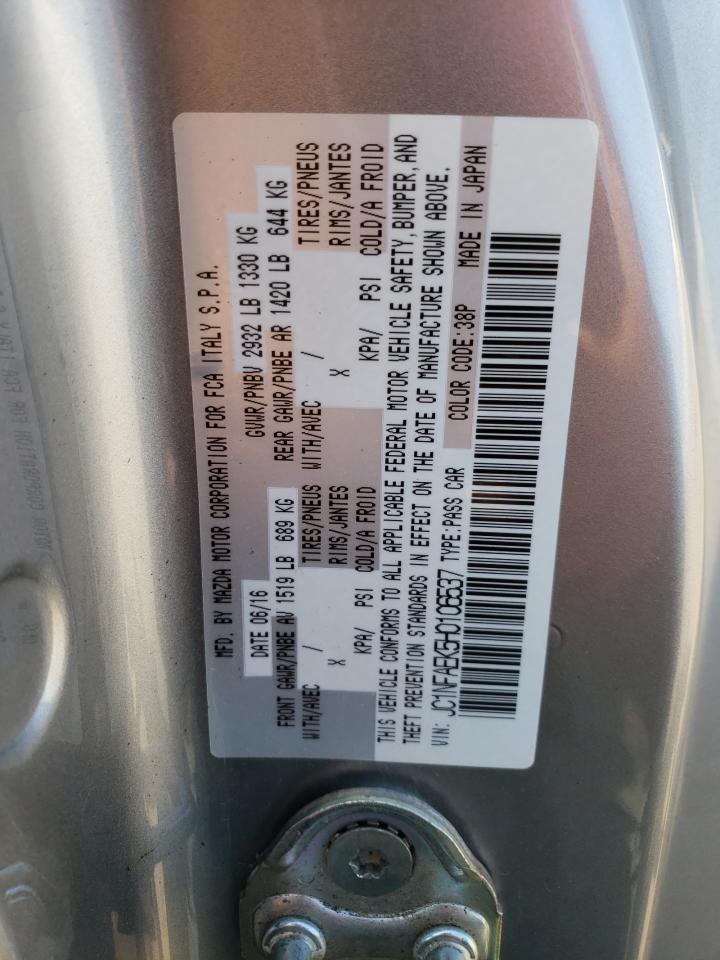 MFD. BY MAZDA MOTOR CORPORATION FOR FCA ITALY S.P.A.
DATE 06/16 GVWR/PNBV 2932 LB 1330 KG
FRONT GAWR/PNBE AV 1519 LB 689 KG REAR GAWR/PNBE AR 1420 LB 644 KG
WITH/AVEC / TIRES/PNEUS WITH/AVEC / TIRES/PNEUS
X RIMS/JANTES X RIMS/JANTES
KPA/ PSI COLD/A FROID KPA/ PSI COLD/A FROID
THIS VEHICLE CONFORMS TO ALL APPLICABLE FEDERAL MOTOR VEHICLE SAFETY, BUMPER, AND
THEFT PREVENTION STANDARDS IN EFFECT ON THE DATE OF MANUFACTURE SHOWN ABOVE.
VIN: JC1NFAEK5H0106537 TYPE:PASS CAR COLOR CODE:38P MADE IN JAPAN